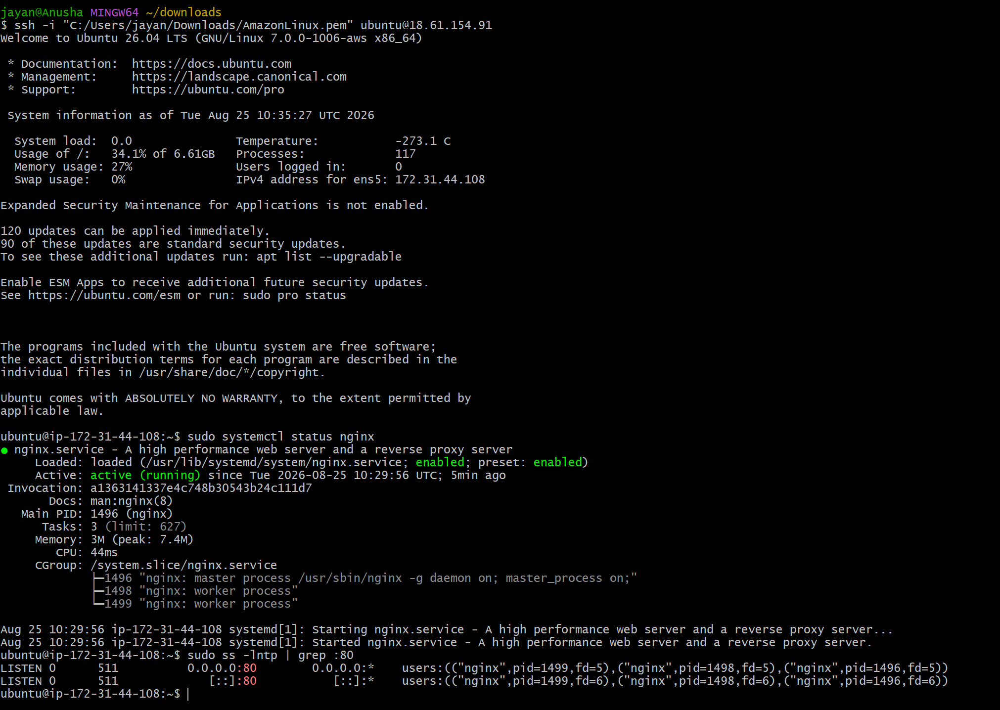 jayan@Anusha MINGW64 ~/downloads
$ ssh -i "C:/Users/jayan/Downloads/AmazonLinux.pem" ubuntu@18.61.154.91
Welcome to Ubuntu 26.04 LTS (GNU/Linux 7.0.0-1006-aws x86_64)

 * Documentation:  https://docs.ubuntu.com
 * Management:     https://landscape.canonical.com
 * Support:        https://ubuntu.com/pro

 System information as of Tue Aug 25 10:35:27 UTC 2026

  System load:  0.0               Temperature:           -273.1 C
  Usage of /:   34.1% of 6.61GB   Processes:             117
  Memory usage: 27%               Users logged in:       0
  Swap usage:   0%                IPv4 address for ens5: 172.31.44.108

Expanded Security Maintenance for Applications is not enabled.

120 updates can be applied immediately.
90 of these updates are standard security updates.
To see these additional updates run: apt list --upgradable

Enable ESM Apps to receive additional future security updates.
See https://ubuntu.com/esm or run: sudo pro status

The programs included with the Ubuntu system are free software;
the exact distribution terms for each program are described in the
individual files in /usr/share/doc/*/copyright.

Ubuntu comes with ABSOLUTELY NO WARRANTY, to the extent permitted by
applicable law.

ubuntu@ip-172-31-44-108:~$ sudo systemctl status nginx
● nginx.service - A high performance web server and a reverse proxy server
     Loaded: loaded (/usr/lib/systemd/system/nginx.service; enabled; preset: enabled)
     Active: active (running) since Tue 2026-08-25 10:29:56 UTC; 5min ago
 Invocation: a1363141337e4c748b30543b24c111d7
       Docs: man:nginx(8)
   Main PID: 1496 (nginx)
      Tasks: 3 (limit: 627)
     Memory: 3M (peak: 7.4M)
        CPU: 44ms
     CGroup: /system.slice/nginx.service
             ├─1496 "nginx: master process /usr/sbin/nginx -g daemon on; master_process on;"
             ├─1498 "nginx: worker process"
             └─1499 "nginx: worker process"

Aug 25 10:29:56 ip-172-31-44-108 systemd[1]: Starting nginx.service - A high performance web server and a reverse proxy server...
Aug 25 10:29:56 ip-172-31-44-108 systemd[1]: Started nginx.service - A high performance web server and a reverse proxy server.
ubuntu@ip-172-31-44-108:~$ sudo ss -lntp | grep :80
LISTEN 0      511          0.0.0.0:80        0.0.0.0:*    users:(("nginx",pid=1499,fd=5),("nginx",pid=1498,fd=5),("nginx",pid=1496,fd=5))
LISTEN 0      511             [::]:80           [::]:*    users:(("nginx",pid=1499,fd=6),("nginx",pid=1498,fd=6),("nginx",pid=1496,fd=6))
ubuntu@ip-172-31-44-108:~$